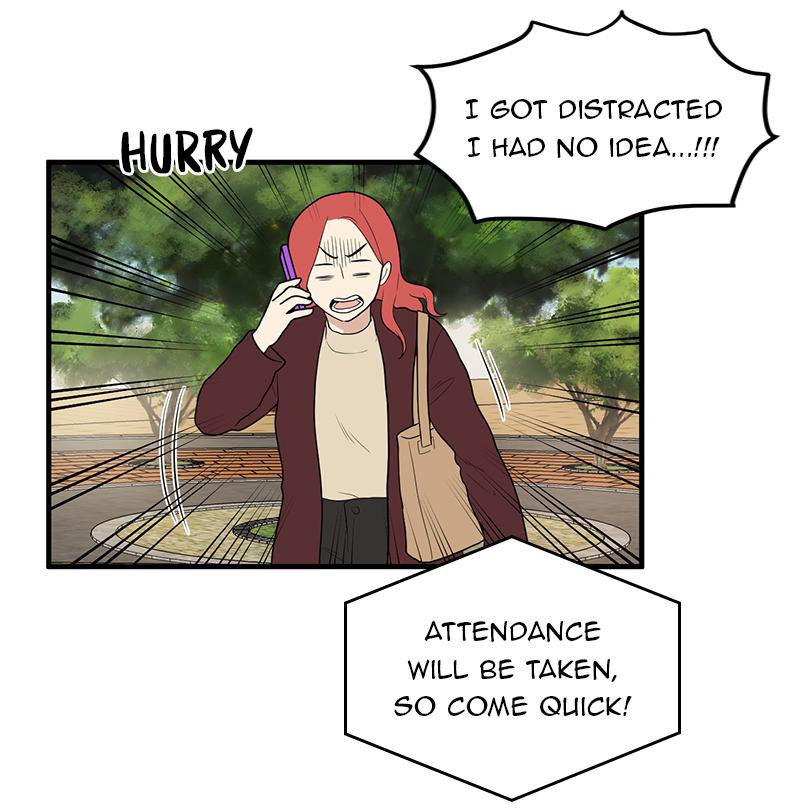 I GOT DISTRACTED
I HAD NO IDEA...!!!
HURRY
ATTENDANCE
WILL BE TAKEN,
SO COME QUICK!